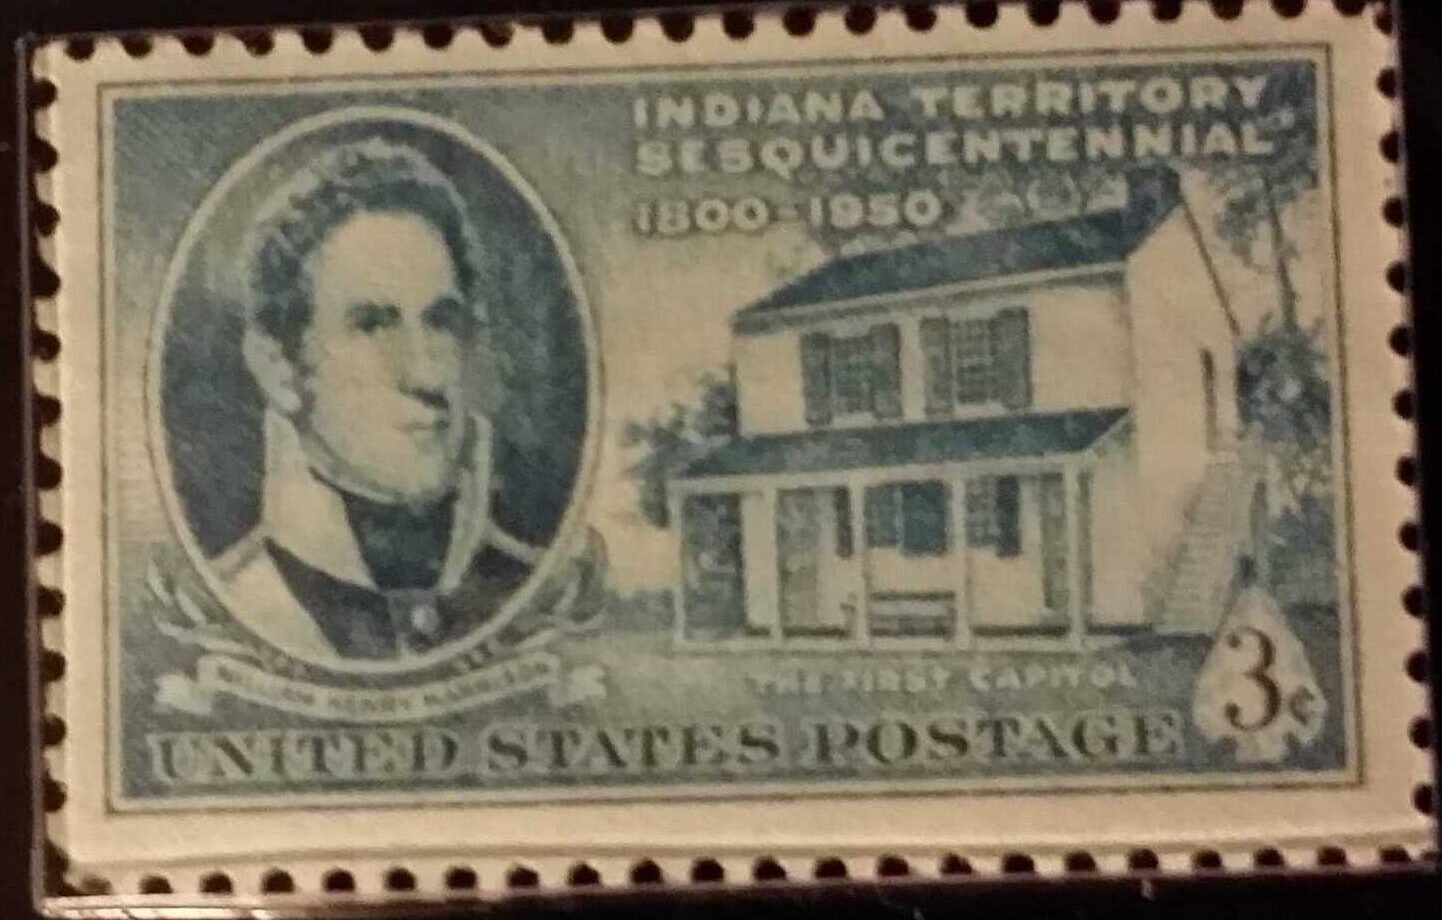 INDIANA TERRITORY
SESQUICENTENNIAL
1800-1950
WILLIAM HENRY HARRISON
THE FIRST CAPITOL
3¢
UNITED STATES POSTAGE